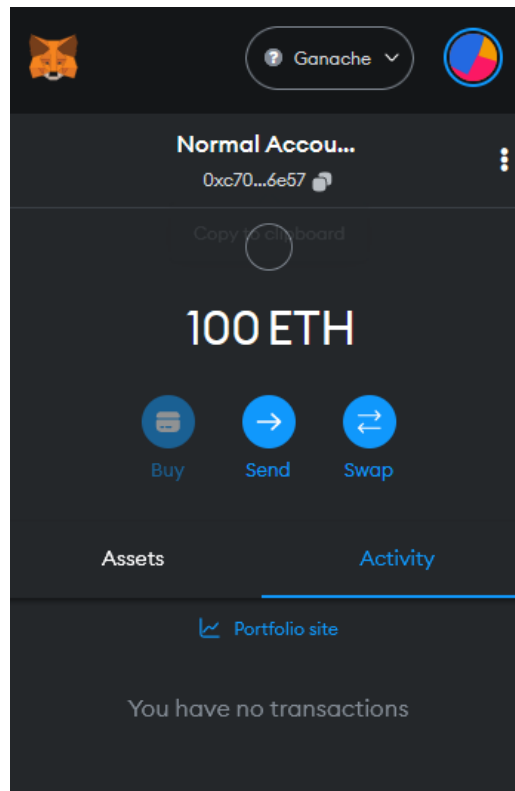 Ganache
Normal Accou...
0xc70...6e57
Copy to clipboard
100 ETH
Buy
Send
Swap
Assets
Activity
Portfolio site
You have no transactions